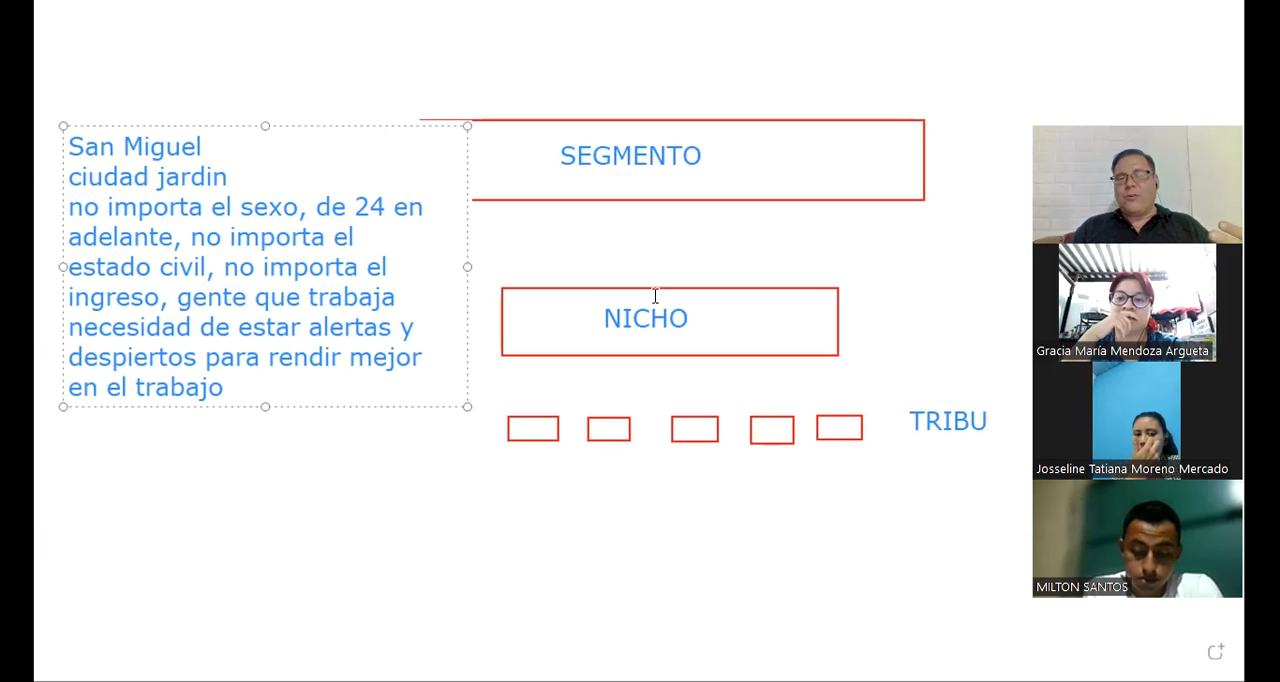 San Miguel
ciudad jardin
no importa el sexo, de 24 en
adelante, no importa el
estado civil, no importa el
ingreso, gente que trabaja
necesidad de estar alertas y
despiertos para rendir mejor
en el trabajo
SEGMENTO
NICHO
TRIBU
Gracia María Mendoza Argueta
Josseline Tatiana Moreno Mercado
MILTON SANTOS